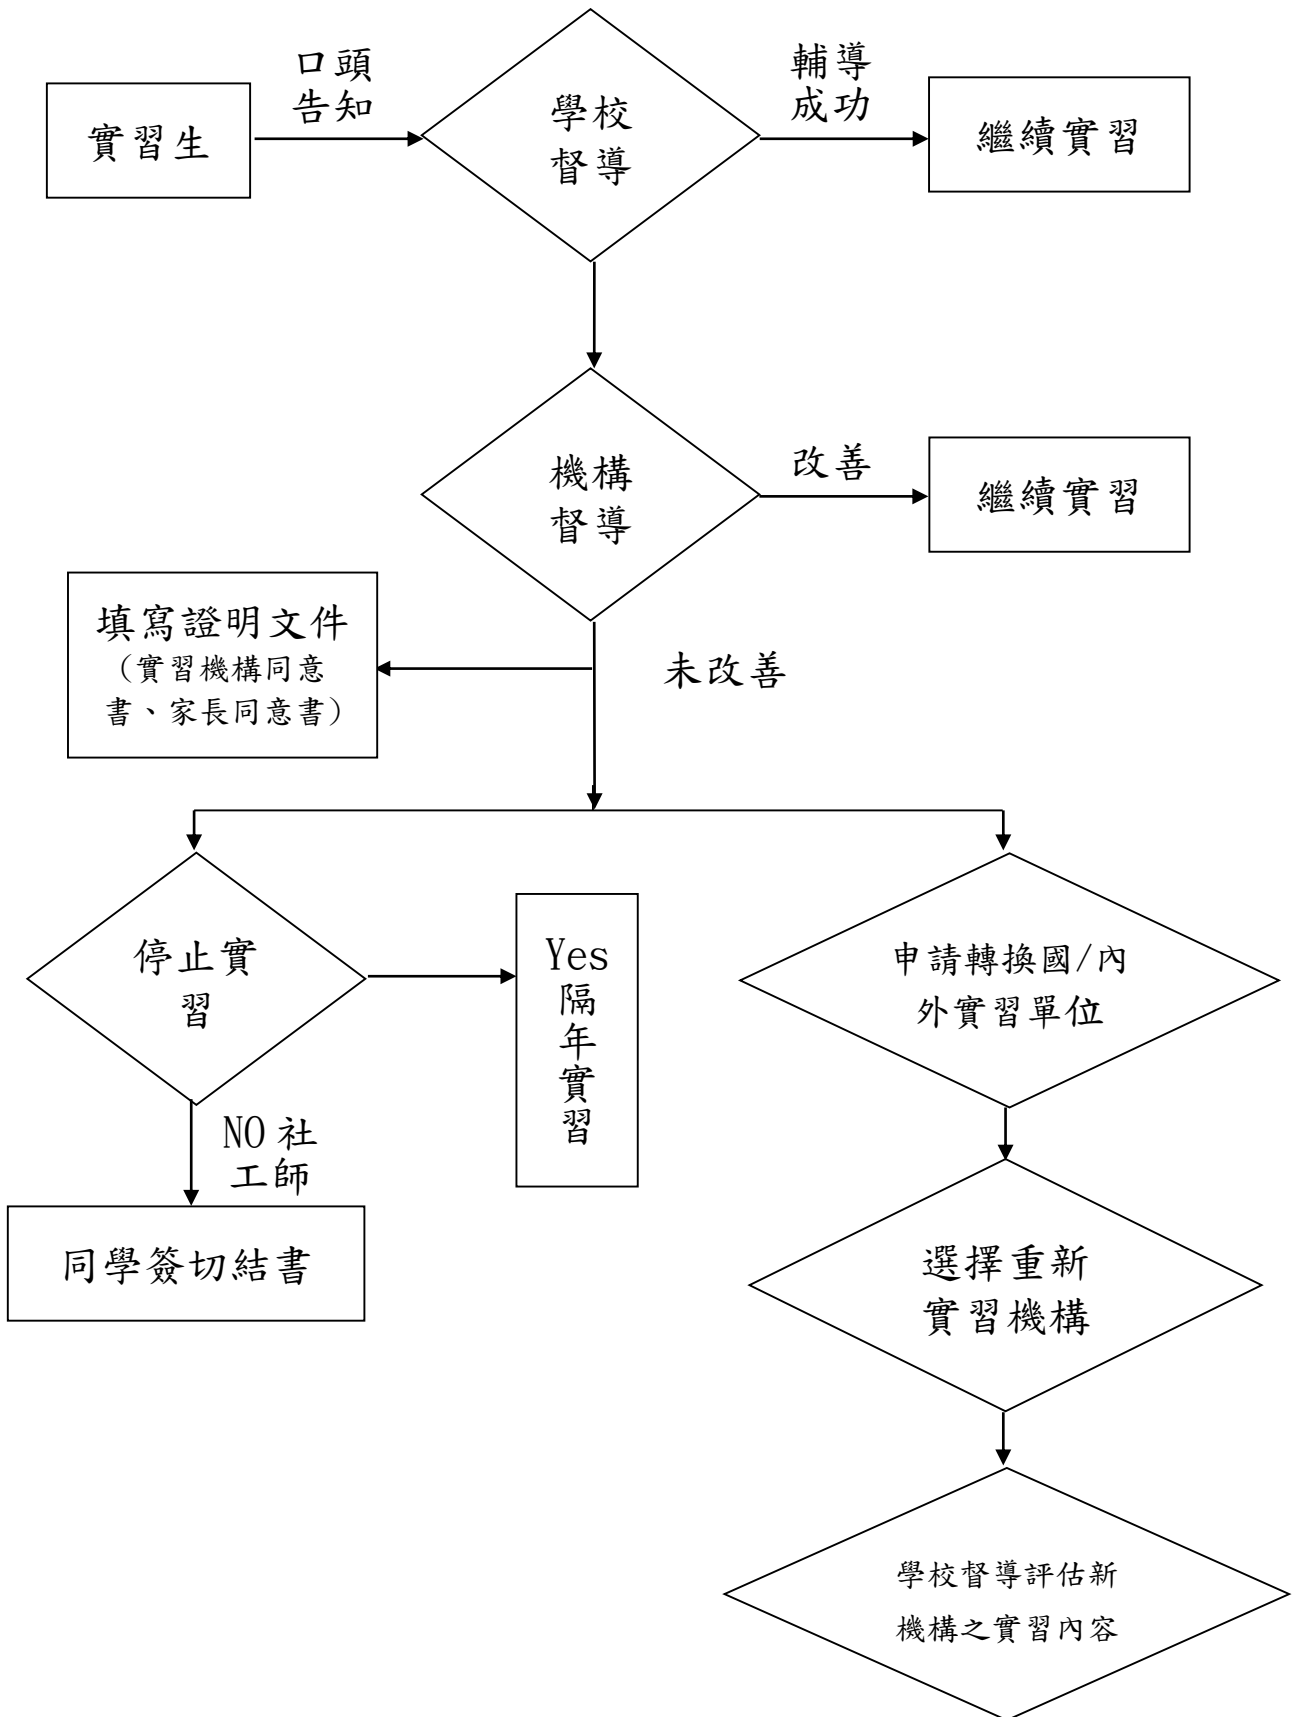 口頭
告知
輔導
成功
實習生
學校
督導
繼續實習
機構
督導
改善
繼續實習
填寫證明文件
（實習機構同意
書、家長同意書）
未改善
停止實
習
Yes
隔
年
實
習
申請轉換國/內
外實習單位
NO 社
工師
同學簽切結書
選擇重新
實習機構
學校督導評估新
機構之實習內容